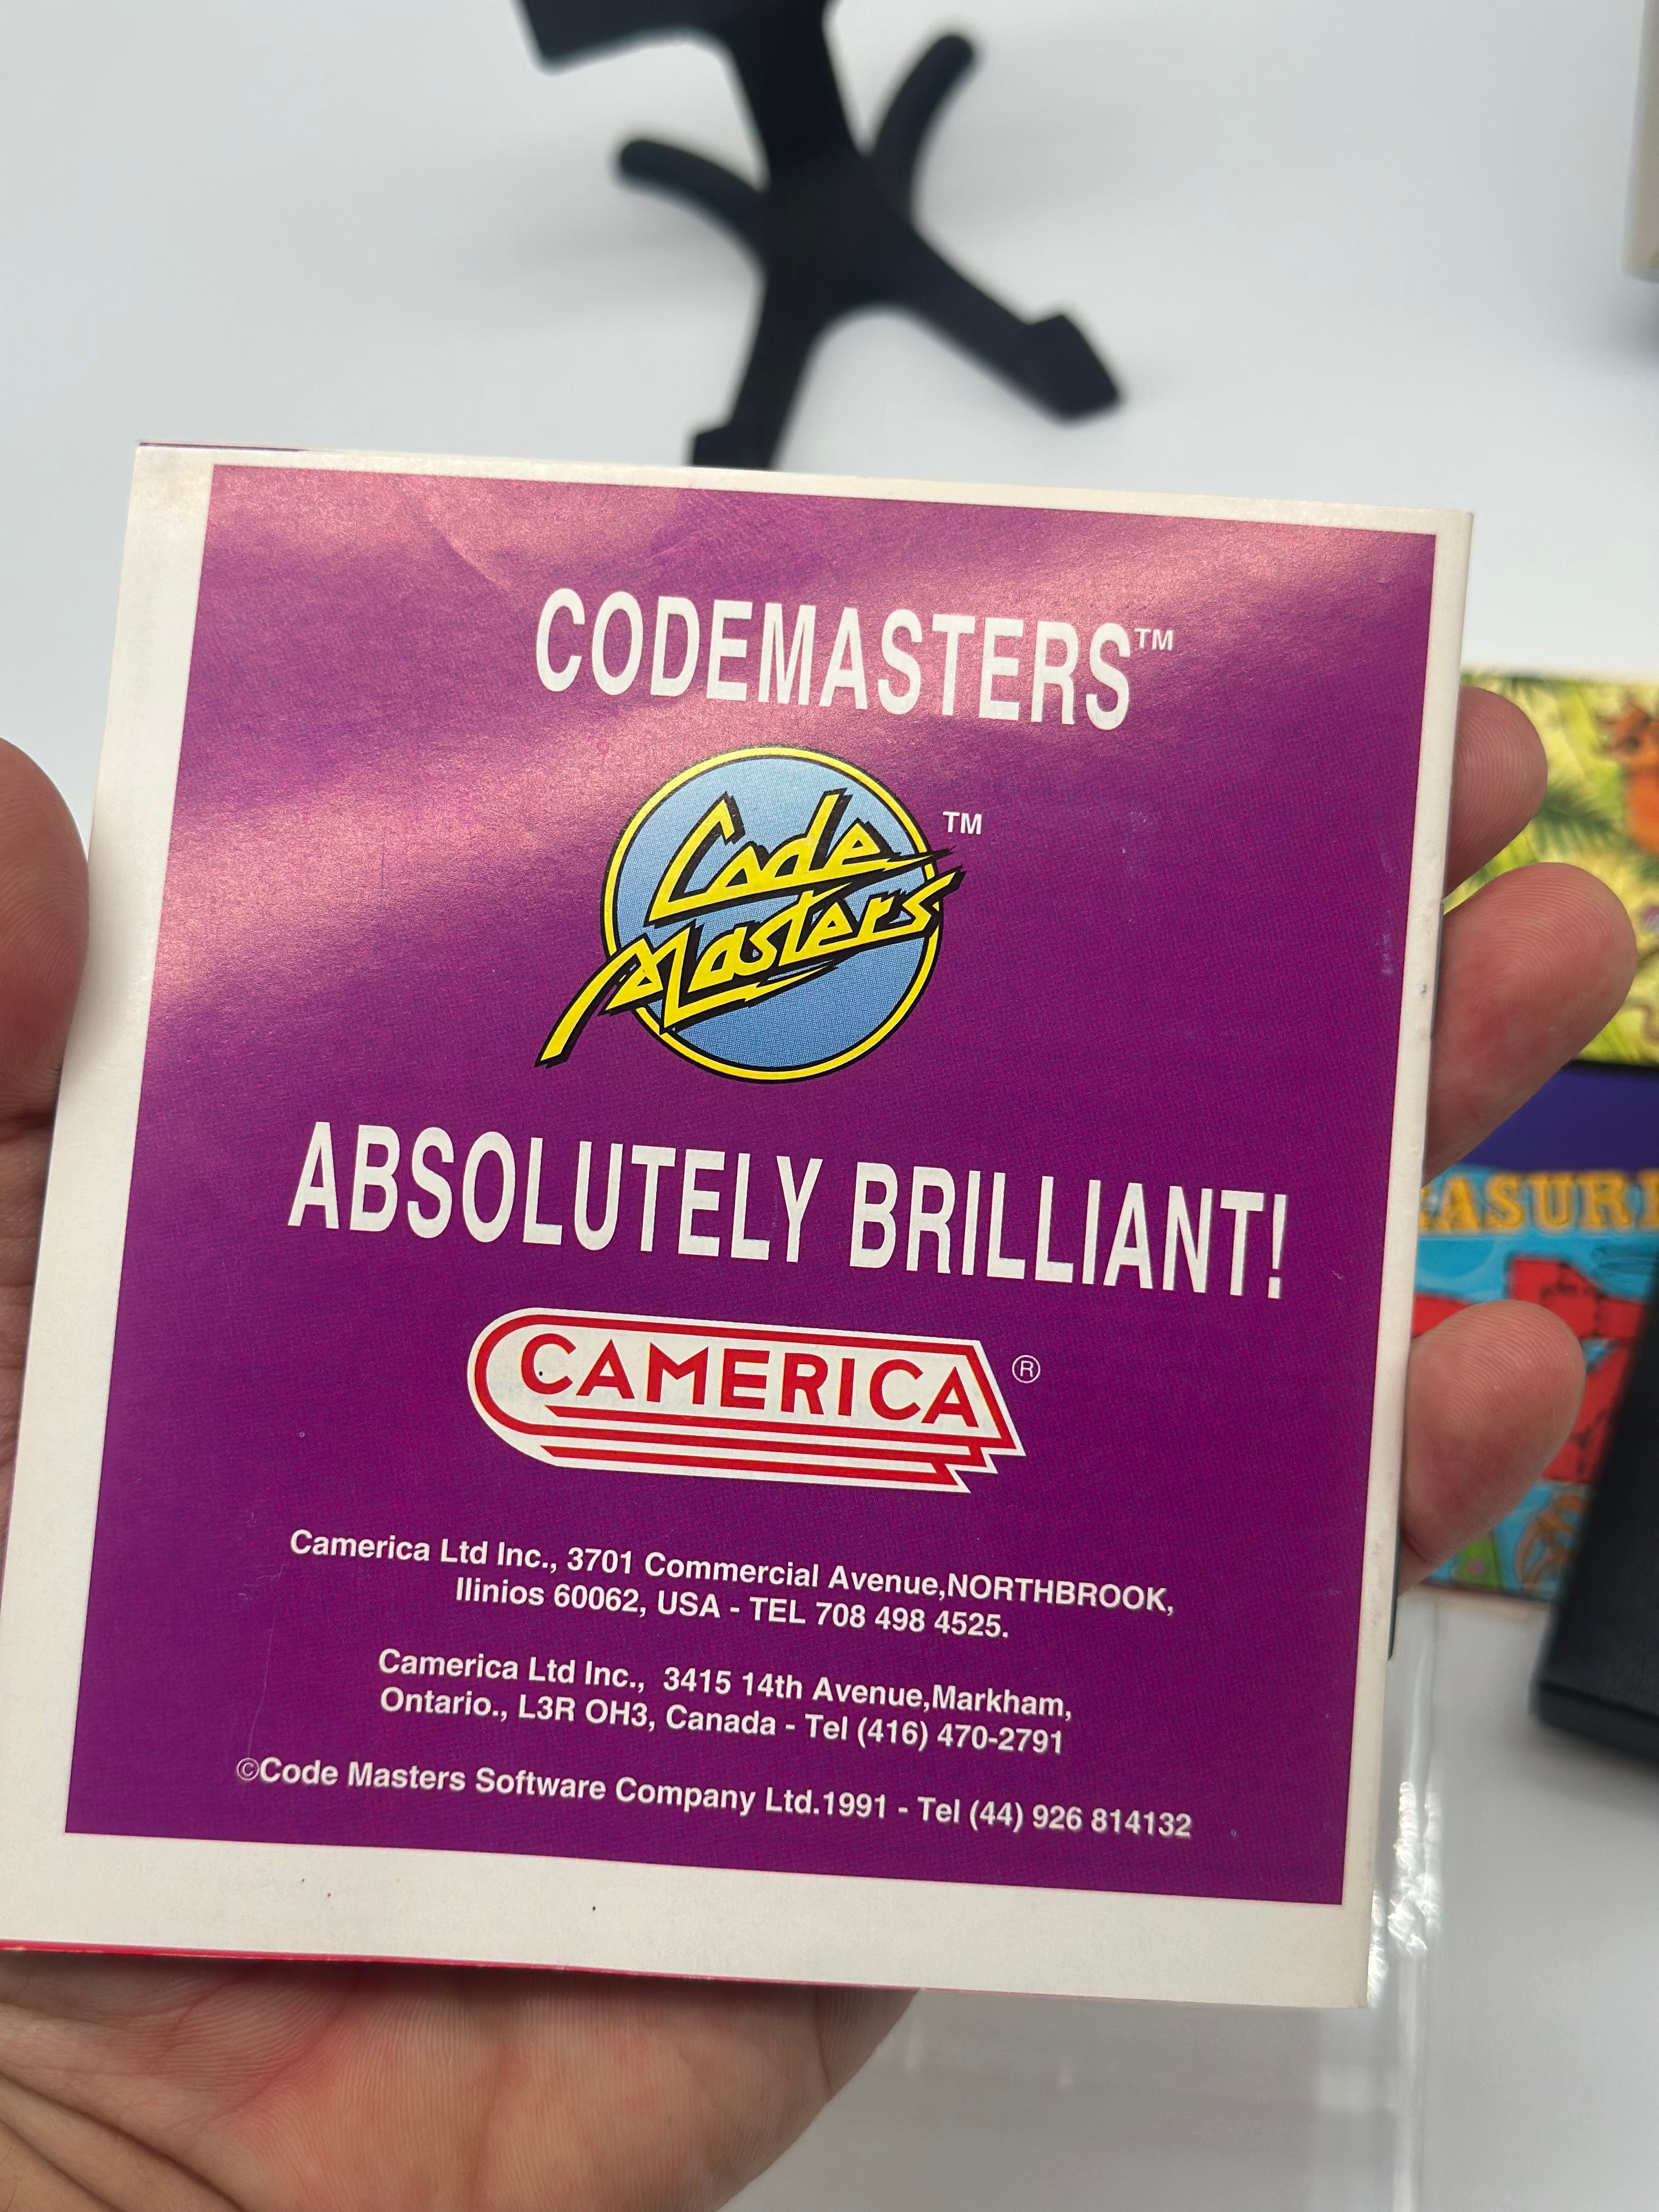 CODEMASTERS™
Code
Masters
™
ABSOLUTELY BRILLIANT!
CAMERICA
®
Camerica Ltd Inc., 3701 Commercial Avenue,NORTHBROOK,
Ilinios 60062, USA - TEL 708 498 4525.
Camerica Ltd Inc., 3415 14th Avenue,Markham,
Ontario., L3R OH3, Canada - Tel (416) 470-2791
©Code Masters Software Company Ltd.1991 - Tel (44) 926 814132